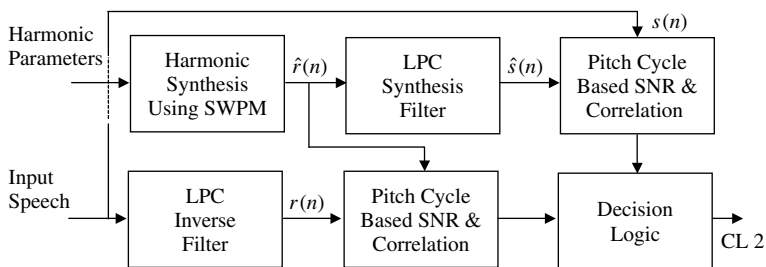 s(n)
Harmonic
Parameters
Harmonic
Synthesis
Using SWPM
r̂(n)
LPC
Synthesis
Filter
ŝ(n)
Pitch Cycle
Based SNR &
Correlation
Input
Speech
LPC
Inverse
Filter
r(n)
Pitch Cycle
Based SNR &
Correlation
Decision
Logic
CL 2